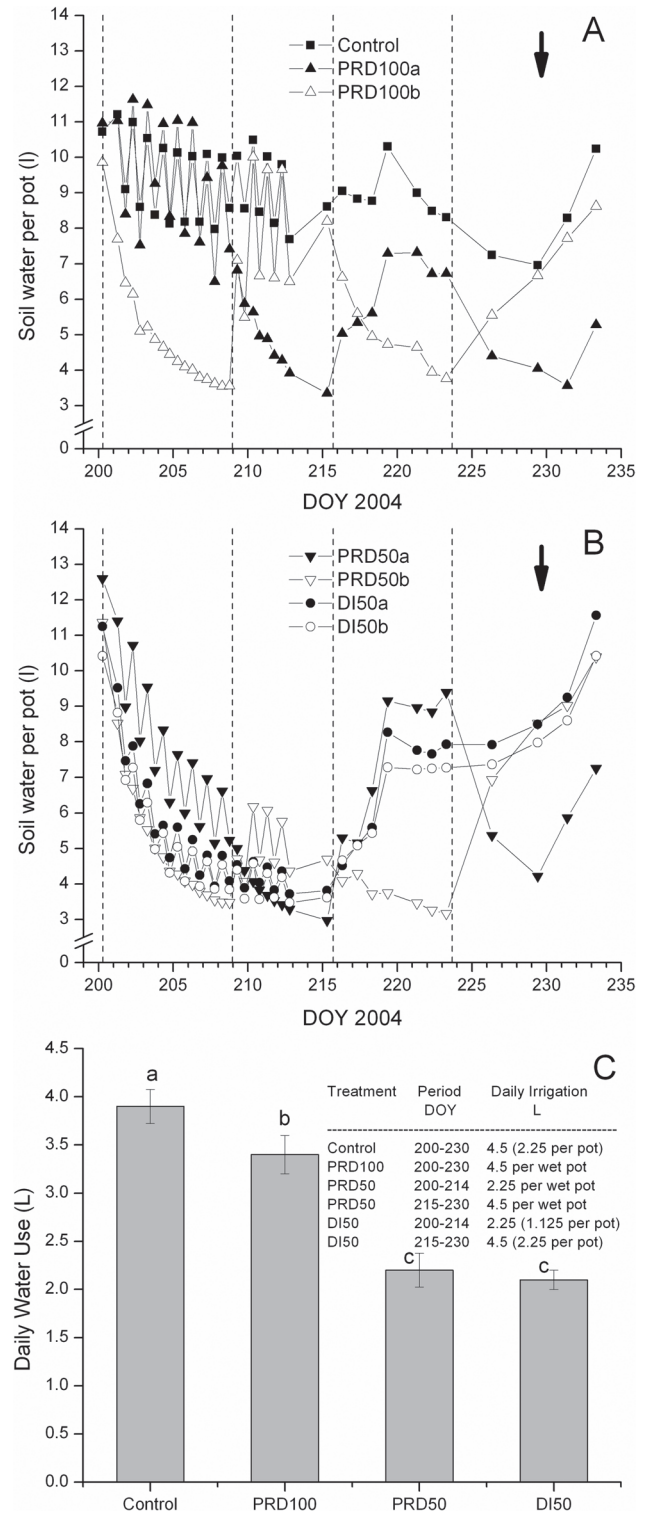 A
Control
PRD100a
PRD100b
14
13
12
11
10
9
8
7
6
5
4
3
0
Soil water per pot (l)
200 205 210 215 220 225 230 235
DOY 2004
B
PRD50a
PRD50b
DI50a
DI50b
14
13
12
11
10
9
8
7
6
5
4
3
0
Soil water per pot (l)
200 205 210 215 220 225 230 235
DOY 2004
C
4.5
4.0
3.5
3.0
2.5
2.0
1.5
1.0
0.5
0.0
Daily Water Use (L)
a
b
c
c
Treatment Period Daily Irrigation
DOY L
Control 200-230 4.5 (2.25 per pot)
PRD100 200-230 4.5 per wet pot
PRD50 200-214 2.25 per wet pot
PRD50 215-230 4.5 per wet pot
DI50 200-214 2.25 (1.125 per pot)
DI50 215-230 4.5 (2.25 per pot)
Control PRD100 PRD50 DI50